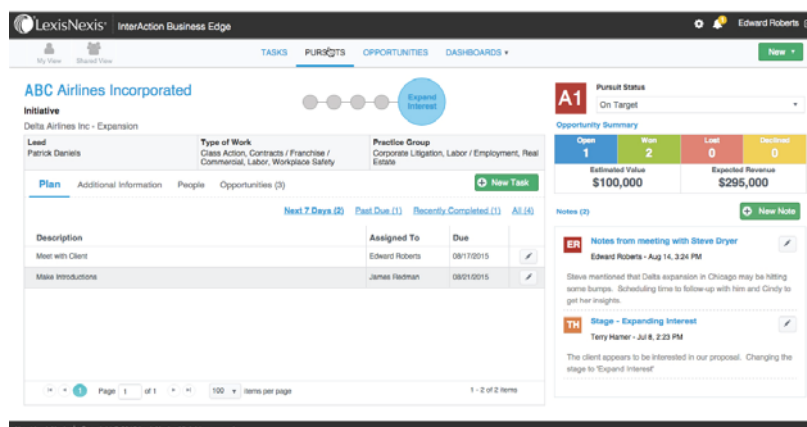 LexisNexis® InterAction Business Edge
Edward Roberts
My View Shared View
TASKS PURSUITS OPPORTUNITIES DASHBOARDS
New
ABC Airlines Incorporated
Initiative
Delta Airlines Inc - Expansion
Expand
Interest
Lead
Patrick Daniels
Type of Work
Class Action, Contracts / Franchise /
Commercial, Labor, Workplace Safety
Practice Group
Corporate Litigation, Labor / Employment, Real
Estate
Plan Additional Information People Opportunities (3)
New Task
Next 7 Days (2) Past Due (1) Recently Completed (1) All (4)
Description Assigned To Due
Meet with Client Edward Roberts 08/17/2015
Make Introductions James Redman 08/21/2015
1 Page 1 of 1 100 items per page 1 - 2 of 2 items
A1
Pursuit Status
On Target
Opportunity Summary
Open Won Lost Declined
1 2 0 0
Estimated Value Expected Revenue
$100,000 $295,000
Notes (2)
New Note
ER
Notes from meeting with Steve Dryer
Edward Roberts - Aug 14, 3:24 PM
Steve mentioned that Delta expansion in Chicago may be hitting
some bumps. Scheduling time to follow-up with him and Cindy to
get her insights.
TH
Stage - Expanding Interest
Terry Hamer - Jul 8, 2:23 PM
The client appears to be interested in our proposal. Changing the
stage to 'Expand Interest'